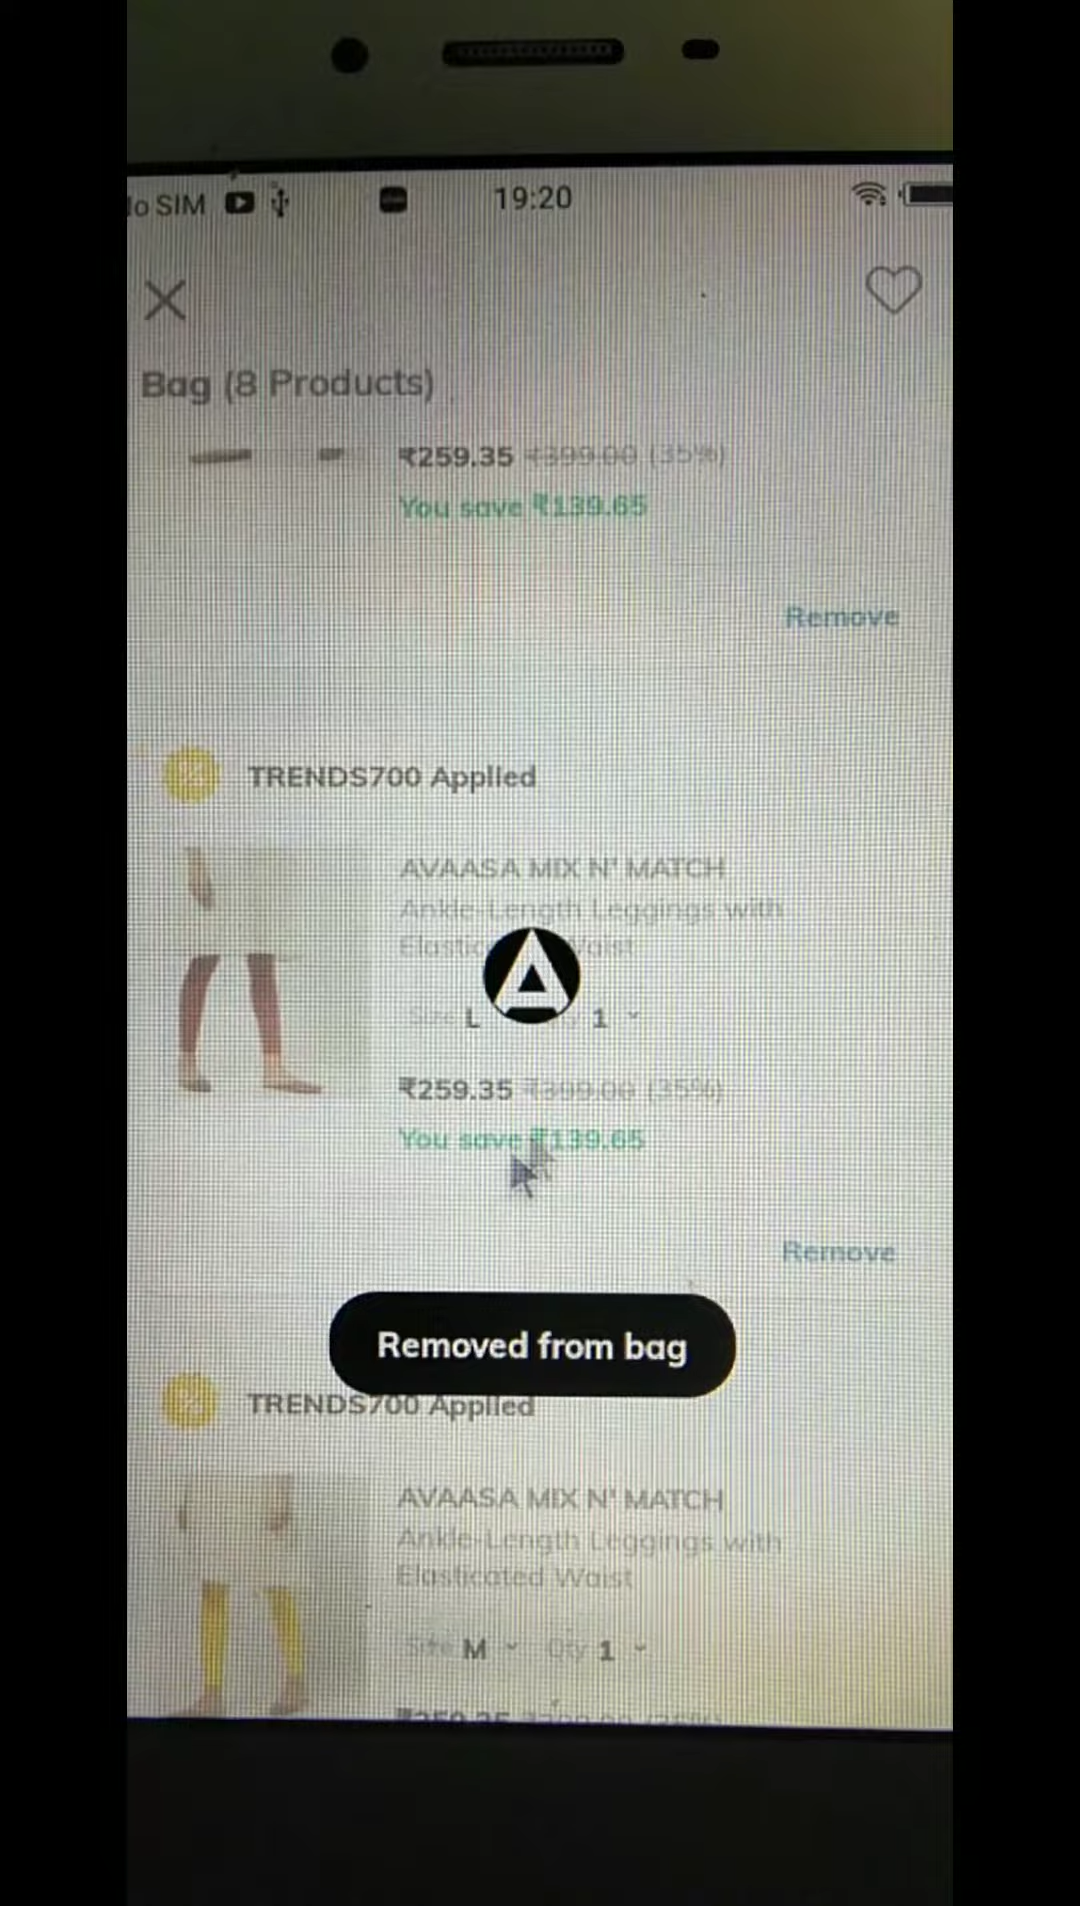 No SIM 19:20
Bag (8 Products)
₹259.35 ₹399.00 (35%)
You save ₹139.65
Remove
TRENDS700 Applied
AVAASA MIX N' MATCH
Ankle-Length Leggings with
Waist
Size L 1
₹259.35 ₹399.00 (35%)
You save ₹139.65
Remove
Removed from bag
TRENDS700 Applied
AVAASA MIX N' MATCH
Ankle-Length Leggings with
Elasticated Waist
Size M Qty 1